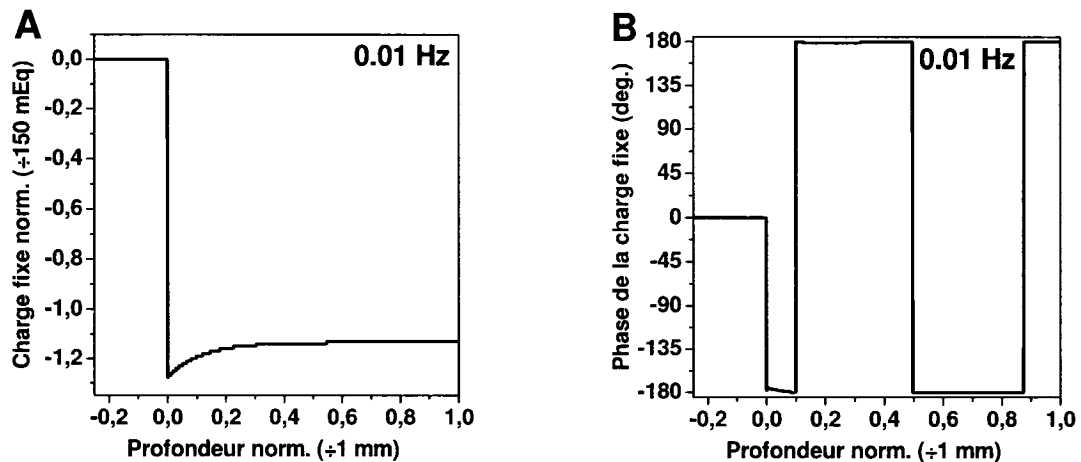 A
0.01 Hz
Charge fixe norm. (÷150 mEq)
0,0
-0,2
-0,4
-0,6
-0,8
-1,0
-1,2
-0,2 0,0 0,2 0,4 0,6 0,8 1,0
Profondeur norm. (÷1 mm)
B
0.01 Hz
Phase de la charge fixe (deg.)
180
135
90
45
0
-45
-90
-135
-180
-0,2 0,0 0,2 0,4 0,6 0,8 1,0
Profondeur norm. (÷1 mm)